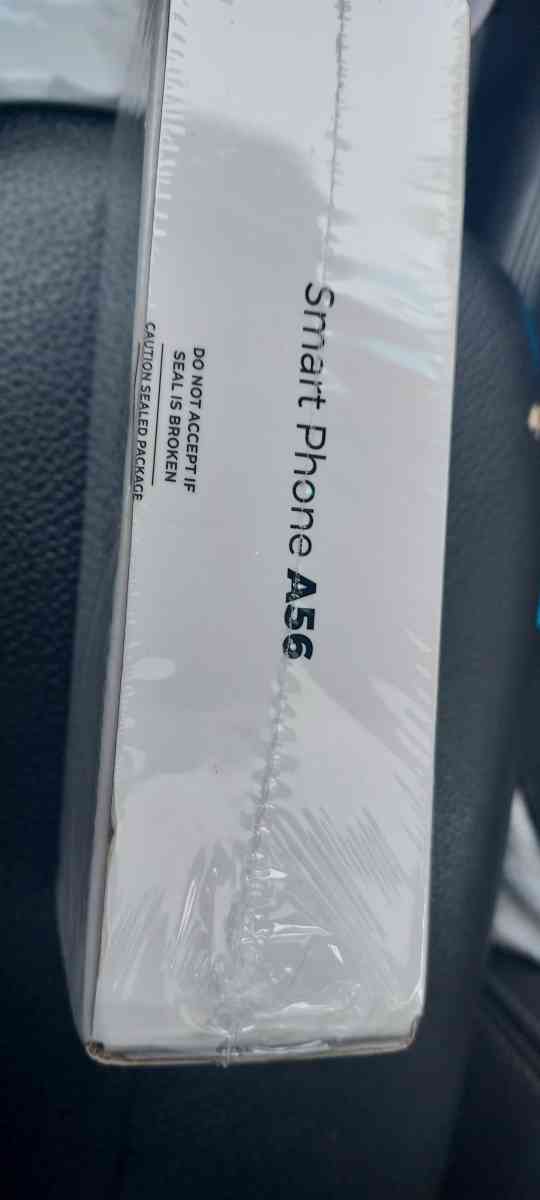 Smart Phone A56
DO NOT ACCEPT IF
SEAL IS BROKEN
CAUTION SEALED PACKAGE